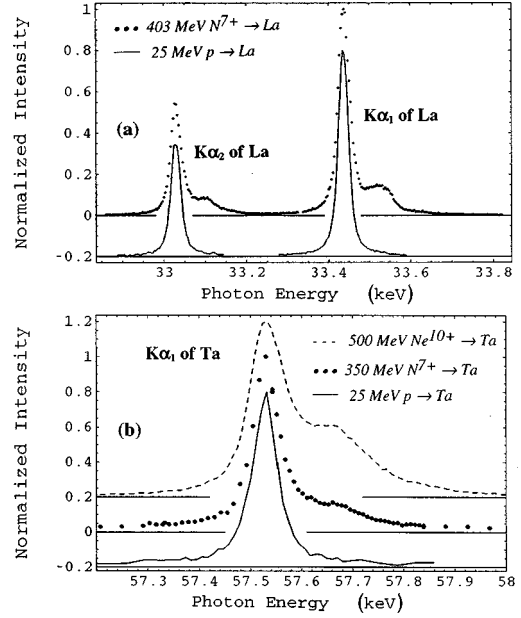 403 MeV N7+ → La
25 MeV p → La
(a)
Kα2 of La
Kα1 of La
Normalized Intensity
1
0.8
0.6
0.4
0.2
0
-0.2
33
33.2
33.4
33.6
33.8
Photon Energy (keV)
Kα1 of Ta
500 MeV Ne10+ → Ta
350 MeV N7+ → Ta
25 MeV p → Ta
(b)
Normalized Intensity
1.2
1
0.8
0.6
0.4
0.2
0
-0.2
57.3
57.4
57.5
57.6
57.7
57.8
57.9
58
Photon Energy (keV)